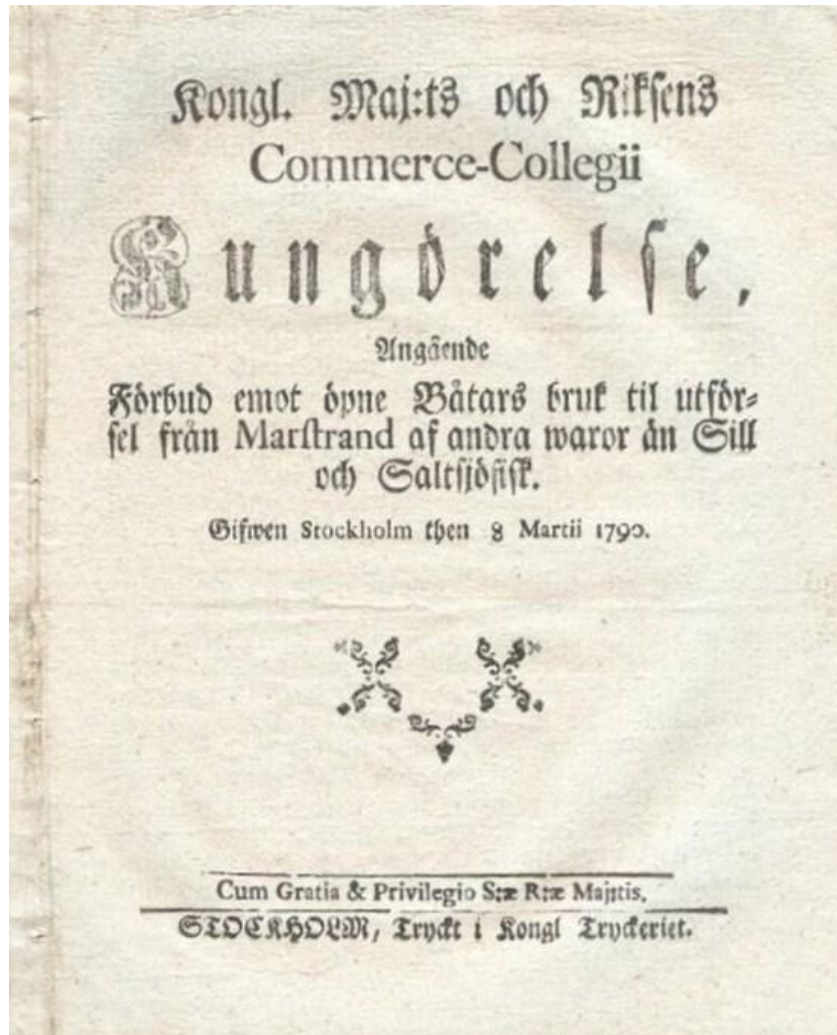 Kongl. Maj:ts och Riksens
Commerce-Collegii
Kungörelse,
Angående
Förbud emot öpne Båtars bruk til utför-
sel från Marstrand af andra waror än Sill
och Saltsjöfisk.
Gifwen Stockholm then 8 Martii 1790.
Cum Gratia & Privilegio S:æ R:æ Maj:tis.
STOCKHOLM, Tryckt i Kongl Tryckeriet.